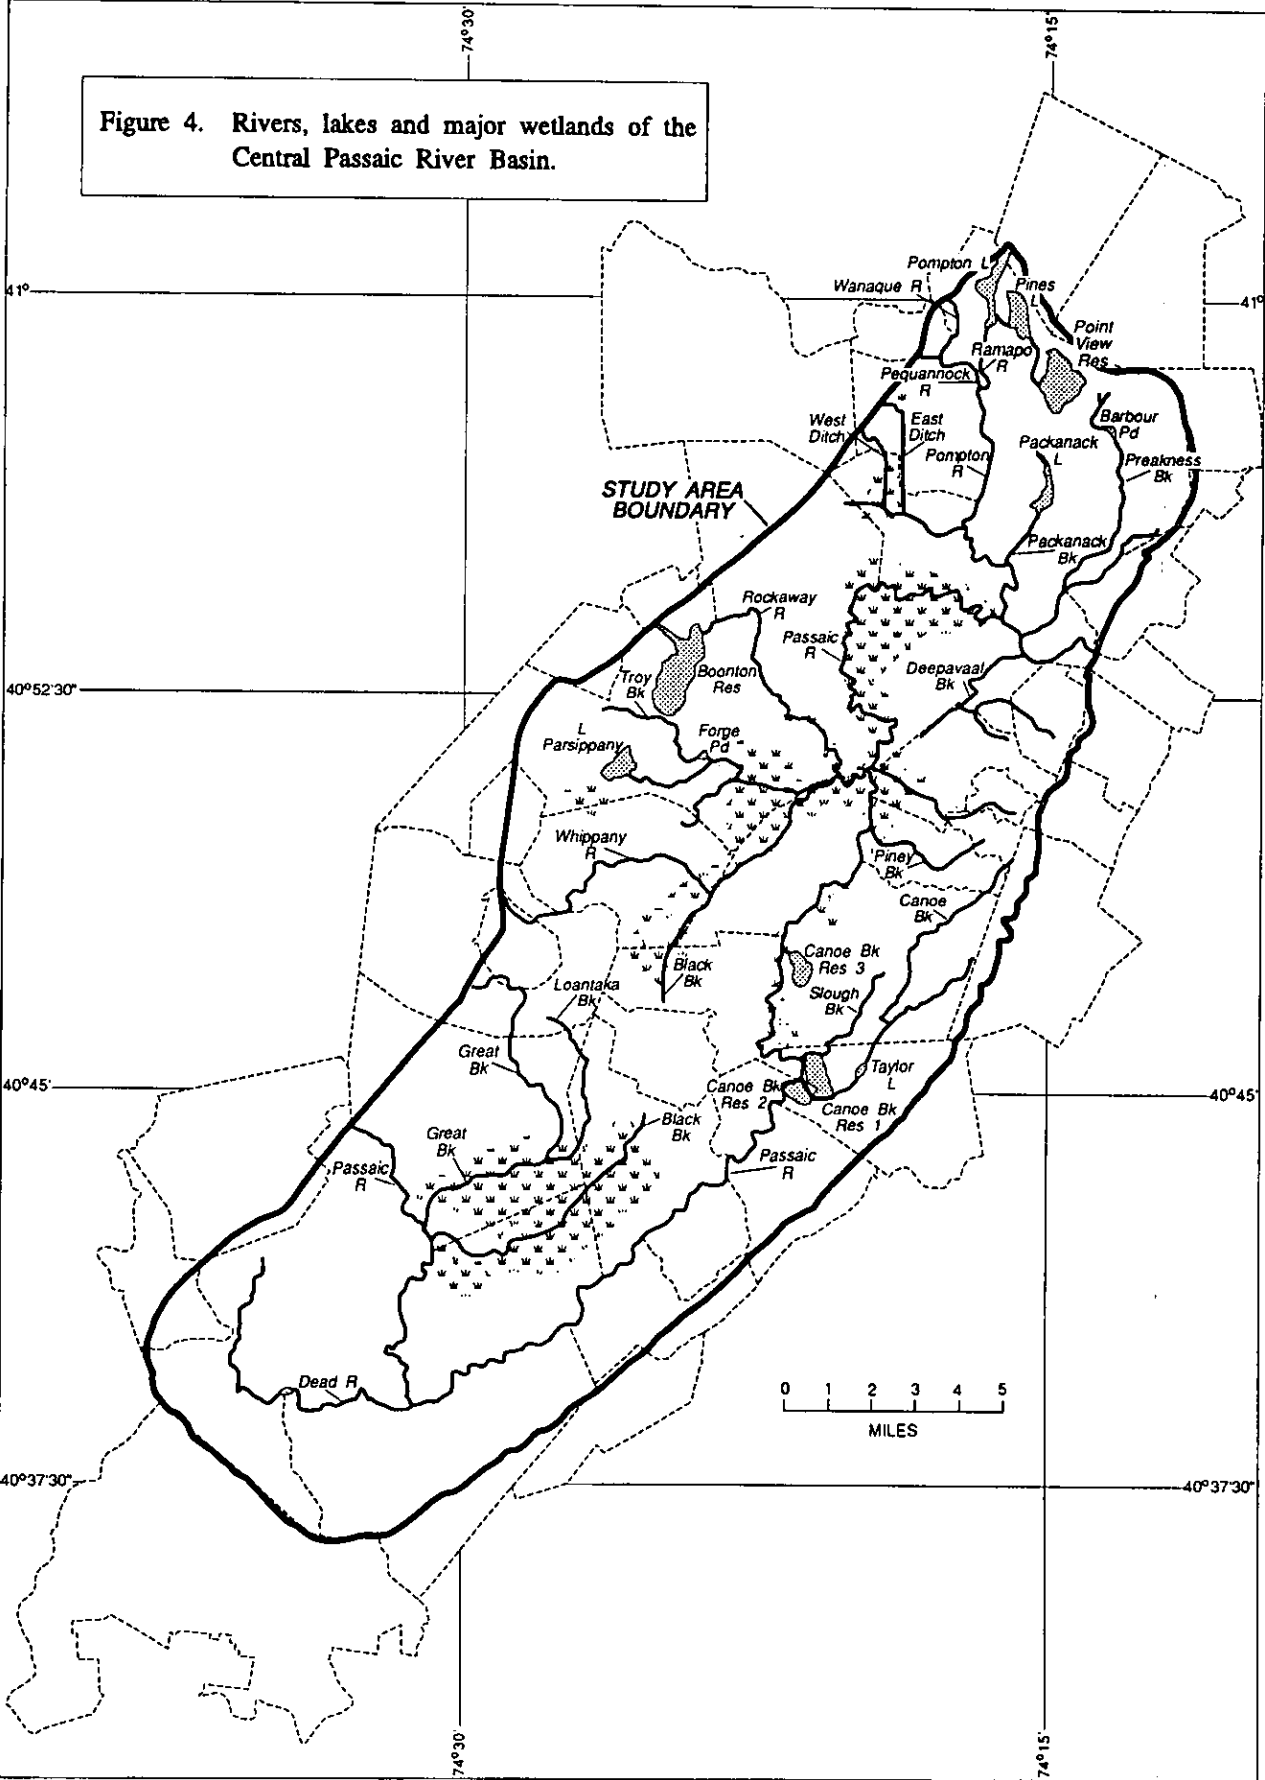 74°30'
74°15'
Figure 4. Rivers, lakes and major wetlands of the
Central Passaic River Basin.
41°
41°
Pompton L
Wanaque R
Pines
L
Point
View
Res
Ramapo
R
Pequannock
R
West
Ditch
East
Ditch
Pompton
R
Packanack
L
Barbour
Pd
Preakness
Bk
STUDY AREA
BOUNDARY
Packanack
Bk
Rockaway
R
Passaic
R
Deepavaal
Bk
40°52'30"
Troy
Bk
Boonton
Res
L
Parsippany
Forge
Pd
Whippany
R
Piney
Bk
Canoe
Bk
Black
Bk
Canoe Bk
Res 3
Slough
Bk
Loantaka
Bk
Great
Bk
40°45'
40°45'
Canoe Bk
Res 2
Taylor
L
Canoe Bk
Res 1
Black
Bk
Great
Bk
Passaic
R
Passaic
R
Dead R
0 1 2 3 4 5
MILES
40°37'30"
40°37'30"
74°30'
74°15'